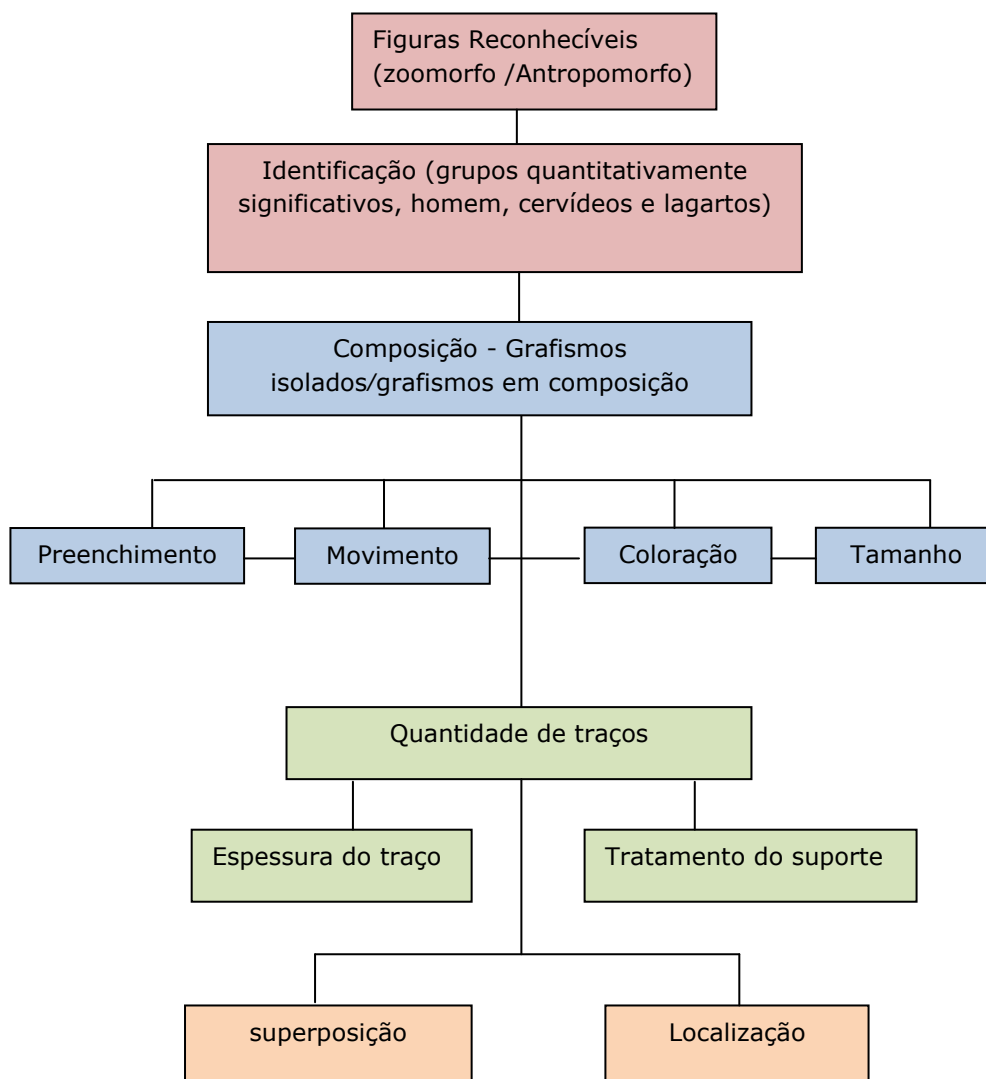 Figuras Reconhecíveis
(zoomorfo /Antropomorfo)
Identificação (grupos quantitativamente
significativos, homem, cervídeos e lagartos)
Composição - Grafismos
isolados/grafismos em composição
Preenchimento
Movimento
Coloração
Tamanho
Quantidade de traços
Espessura do traço
Tratamento do suporte
superposição
Localização